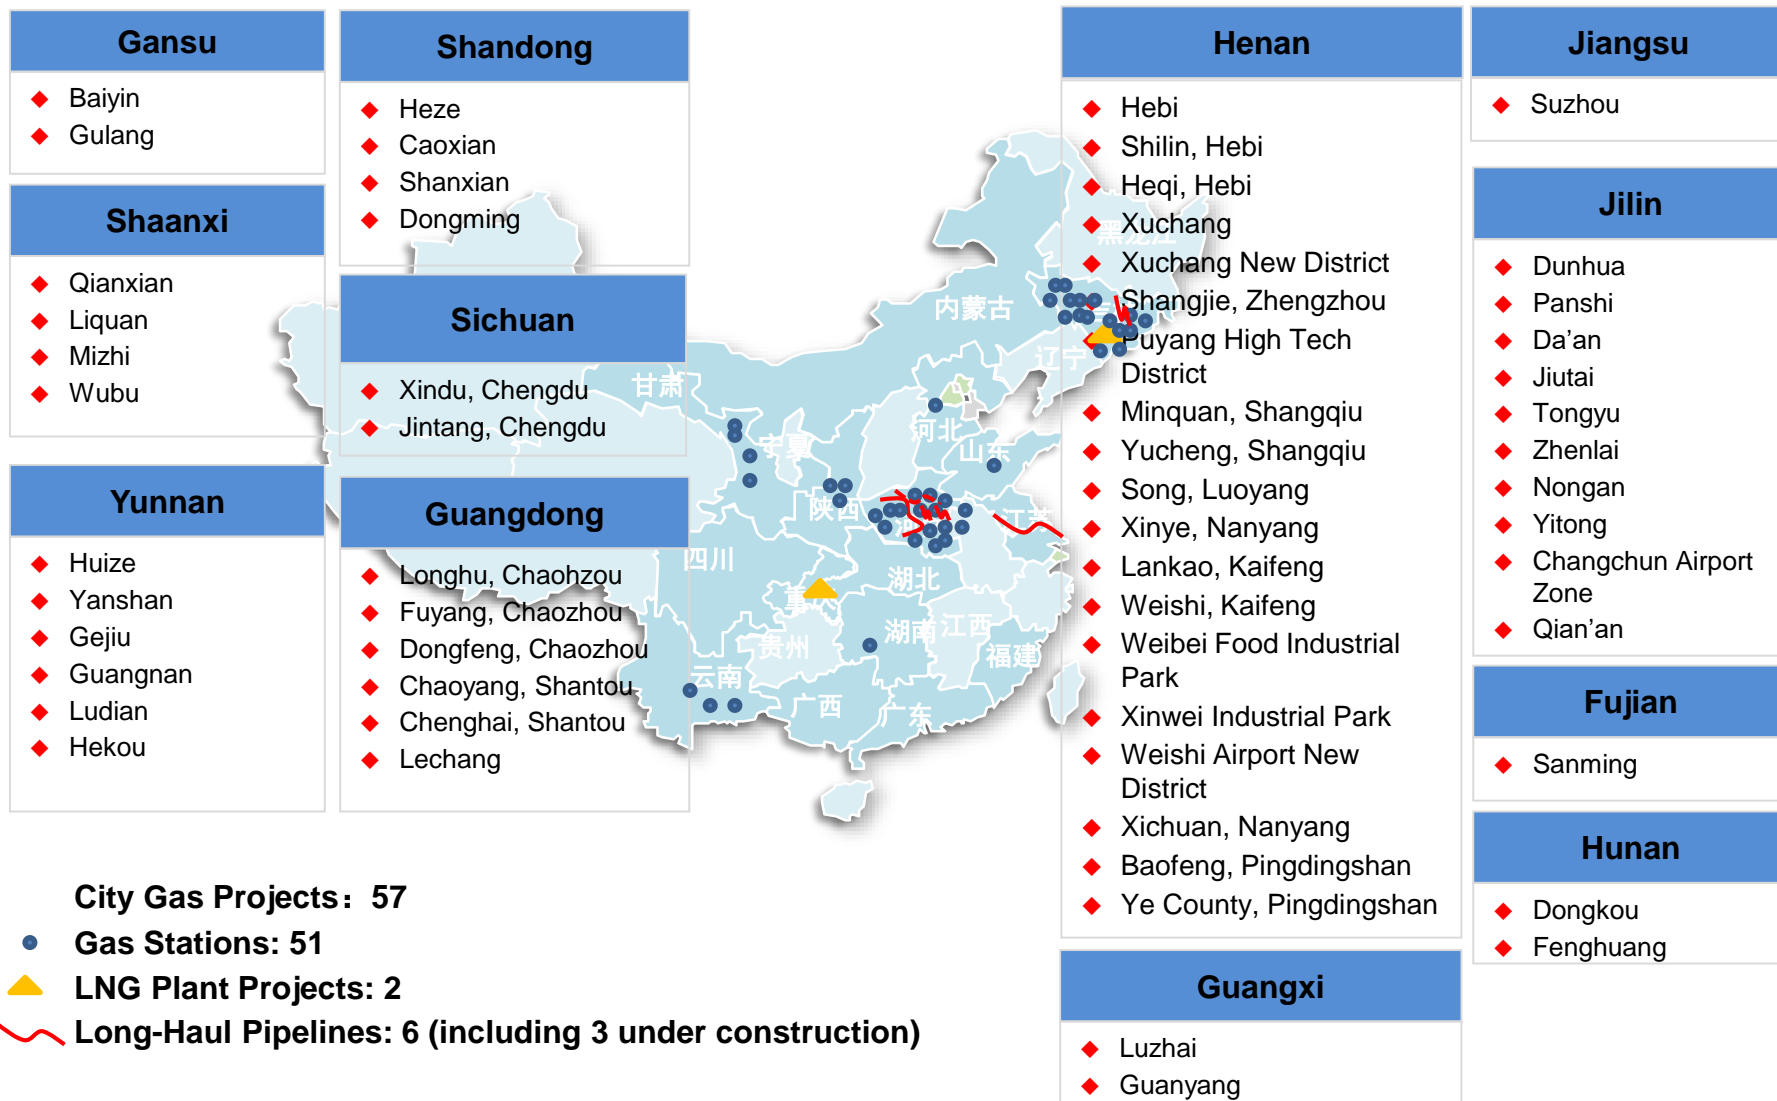 Gansu
Baiyin
Gulang
Shaanxi
Qianxian
Liquan
Mizhi
Wubu
Yunnan
Huize
Yanshan
Gejiu
Guangnan
Ludian
Hekou
Shandong
Heze
Caoxian
Shanxian
Dongming
Sichuan
Xindu, Chengdu
Jintang, Chengdu
Guangdong
Longhu, Chaohzou
Fuyang, Chaozhou
Dongfeng, Chaozhou
Chaoyang, Shantou
Chenghai, Shantou
Lechang
黑龙江
内蒙古
辽宁
甘肃
河北
宁夏
山东
陕西
江苏
四川
湖北
湖南
江西
贵州
福建
云南
广西
广东
Henan
Hebi
Shilin, Hebi
Heqi, Hebi
Xuchang
Xuchang New District
Shangjie, Zhengzhou
Puyang High Tech
District
Minquan, Shangqiu
Yucheng, Shangqiu
Song, Luoyang
Xinye, Nanyang
Lankao, Kaifeng
Weishi, Kaifeng
Weibei Food Industrial
Park
Xinwei Industrial Park
Weishi Airport New
District
Xichuan, Nanyang
Baofeng, Pingdingshan
Ye County, Pingdingshan
Guangxi
Luzhai
Guanyang
Jiangsu
Suzhou
Jilin
Dunhua
Panshi
Da’an
Jiutai
Tongyu
Zhenlai
Nongan
Yitong
Changchun Airport
Zone
Qian’an
Fujian
Sanming
Hunan
Dongkou
Fenghuang
City Gas Projects：57
Gas Stations: 51
LNG Plant Projects: 2
Long-Haul Pipelines: 6 (including 3 under construction)